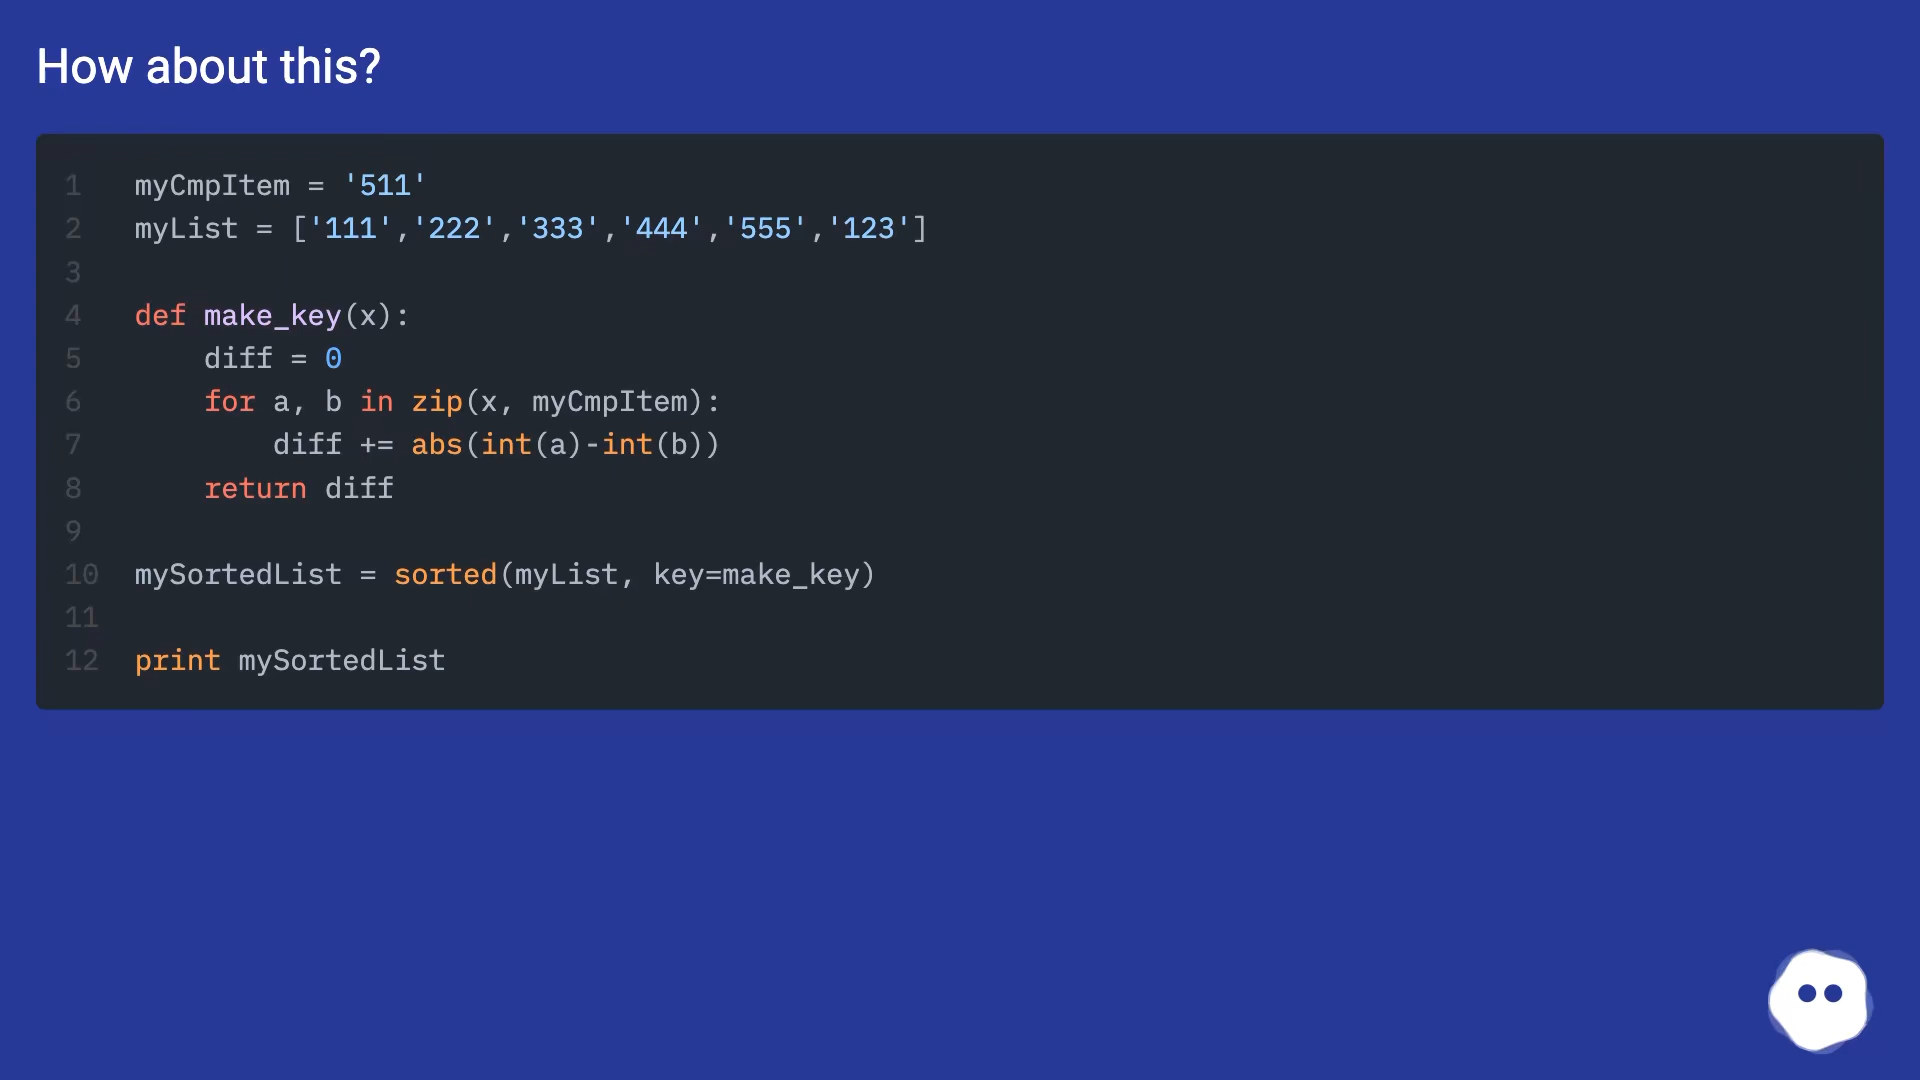 How about this?
1 myCmpItem = '511'
2 myList = ['111','222','333','444','555','123']
3
4 def make_key(x):
5     diff = 0
6     for a, b in zip(x, myCmpItem):
7         diff += abs(int(a)-int(b))
8     return diff
9
10 mySortedList = sorted(myList, key=make_key)
11
12 print mySortedList